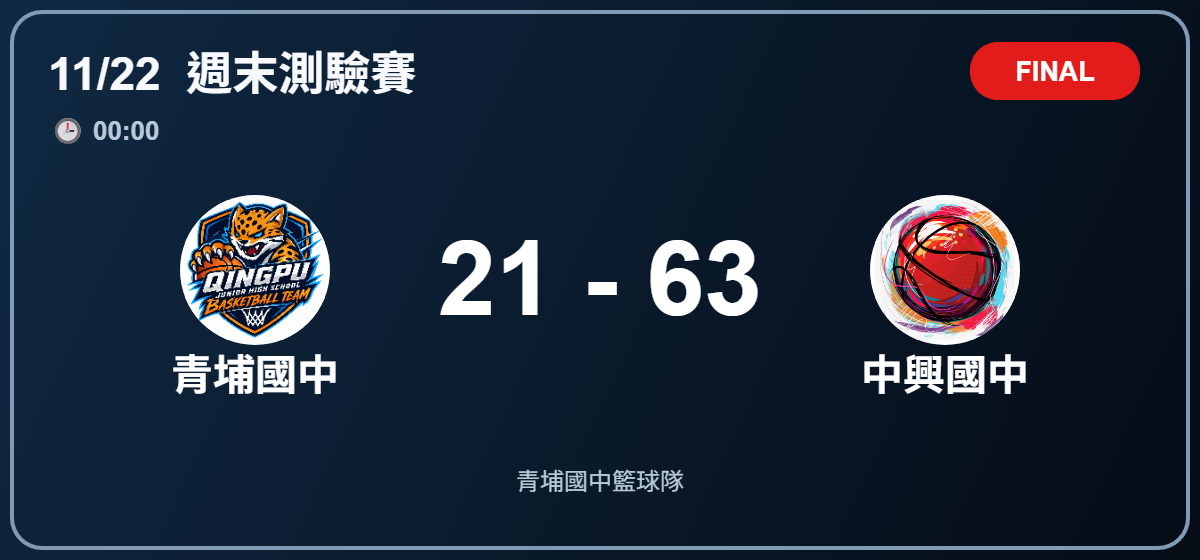 11/22 週末測驗賽
FINAL
00:00
QINGPU
JUNIOR HIGH SCHOOL
BASKETBALL TEAM
21 - 63
青埔國中
中興國中
青埔國中籃球隊